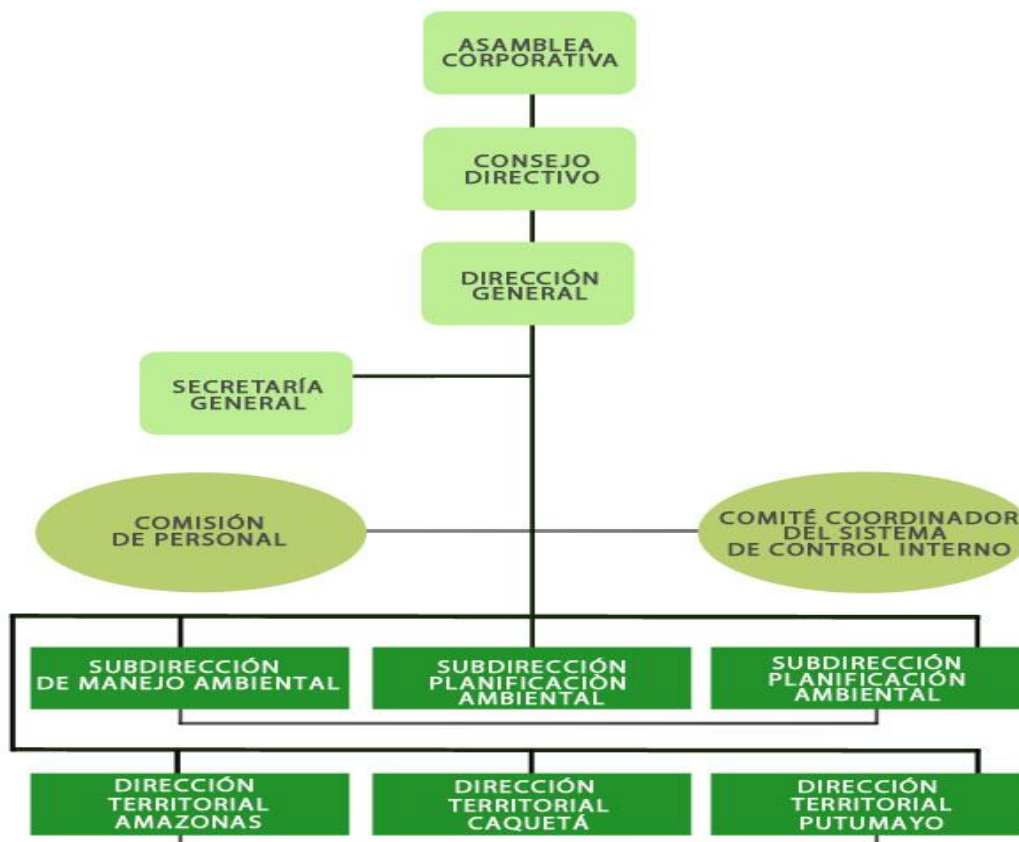 ASAMBLEA
CORPORATIVA
CONSEJO
DIRECTIVO
DIRECCIÓN
GENERAL
SECRETARÍA
GENERAL
COMISIÓN
DE PERSONAL
COMITÉ COORDINADOR
DEL SISTEMA
DE CONTROL INTERNO
SUBDIRECCIÓN
DE MANEJO AMBIENTAL
SUBDIRECCIÓN
PLANIFICACIÒN
AMBIENTAL
SUBDIRECCIÓN
PLANIFICACIÓN
AMBIENTAL
DIRECCIÓN
TERRITORIAL
AMAZONAS
DIRECCIÓN
TERRITORIAL
CAQUETÁ
DIRECCIÓN
TERRITORIAL
PUTUMAYO